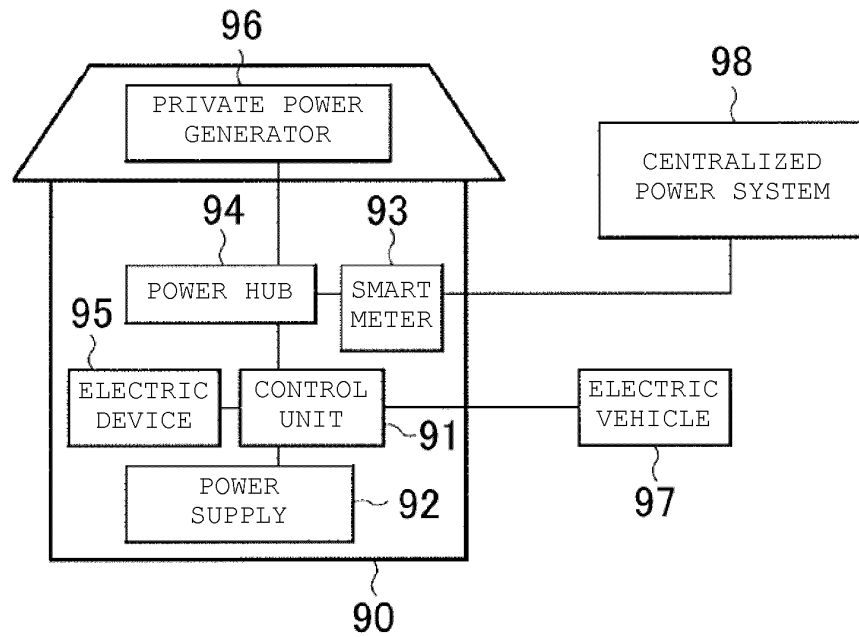 96
PRIVATE POWER
GENERATOR
98
CENTRALIZED
POWER SYSTEM
94
93
POWER HUB
SMART
METER
95
ELECTRIC
DEVICE
CONTROL
UNIT
91
ELECTRIC
VEHICLE
97
POWER
SUPPLY
92
90